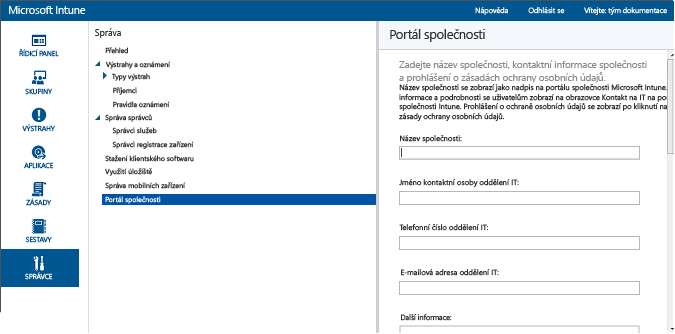 Microsoft Intune
Nápověda
Odhlásit se
Vítejte: tým dokumentace
ŘÍDICÍ PANEL
SKUPINY
VÝSTRAHY
APLIKACE
ZÁSADY
SESTAVY
SPRÁVCE
Správa
Přehled
Výstrahy a oznámení
Typy výstrah
Příjemci
Pravidla oznámení
Správa správců
Správci služeb
Správci registrace zařízení
Stažení klientského softwaru
Využití úložiště
Správa mobilních zařízení
Portál společnosti
Portál společnosti
Zadejte název společnosti, kontaktní informace společnosti
a prohlášení o zásadách ochrany osobních údajů.
Název společnosti se zobrazí jako nadpis na portálu společnosti Microsoft Intune.
informace a podrobnosti se uživatelům zobrazí na obrazovce Kontakt na IT na po
společnosti Intune. Prohlášení o ochraně osobních údajů se zobrazí po kliknutí na
zásady ochrany osobních údajů.
Název společnosti:
Jméno kontaktní osoby oddělení IT:
Telefonní číslo oddělení IT:
E-mailová adresa oddělení IT:
Další informace: